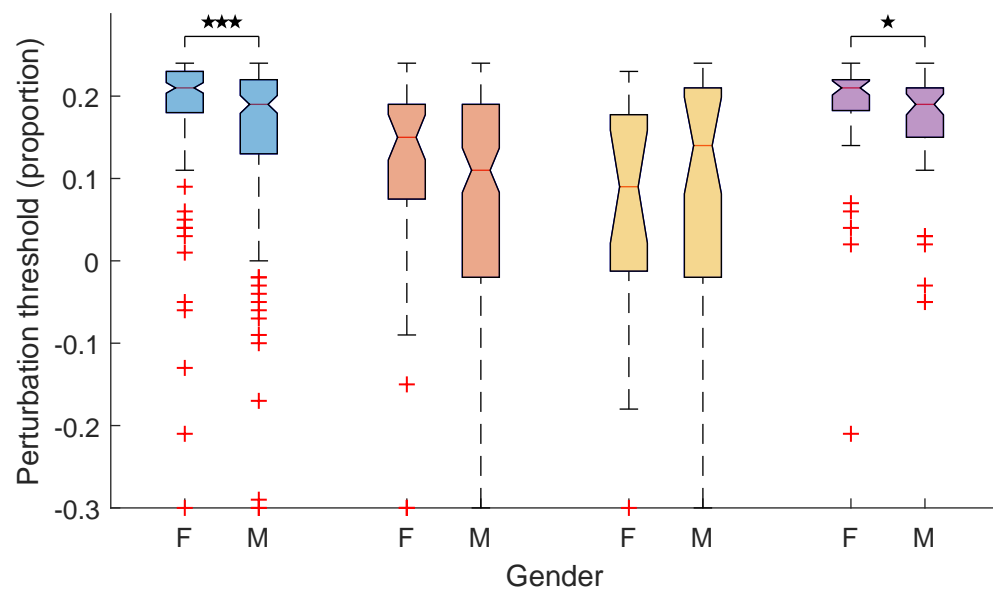 ★★★
★
0.2
0.1
0
-0.1
-0.2
-0.3
Perturbation threshold (proportion)
F M F M F M F M
Gender